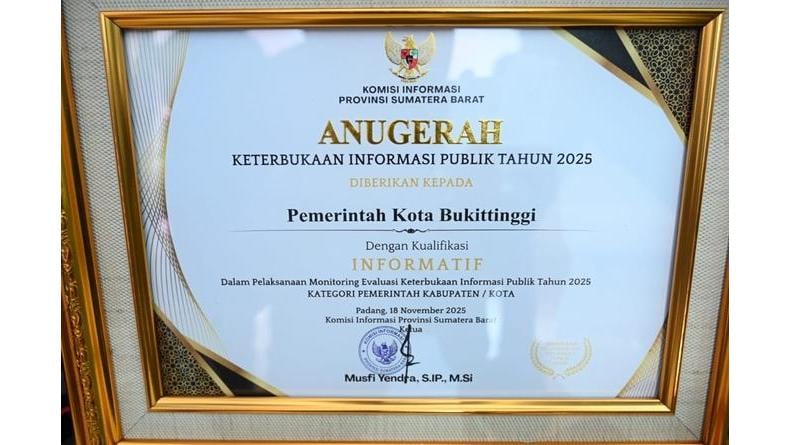 KOMISI INFORMASI
PROVINSI SUMATERA BARAT
ANUGERAH
KETERBUKAAN INFORMASI PUBLIK TAHUN 2025
DIBERIKAN KEPADA
Pemerintah Kota Bukittinggi
Dengan Kualifikasi
INFORMATIF
Dalam Pelaksanaan Monitoring Evaluasi Keterbukaan Informasi Publik Tahun 2025
KATEGORI PEMERINTAH KABUPATEN / KOTA
Padang, 18 November 2025
Komisi Informasi Provinsi Sumatera Barat
Ketua
KOMISI INFORMASI
Musfi Yendra, S.IP., M.Si